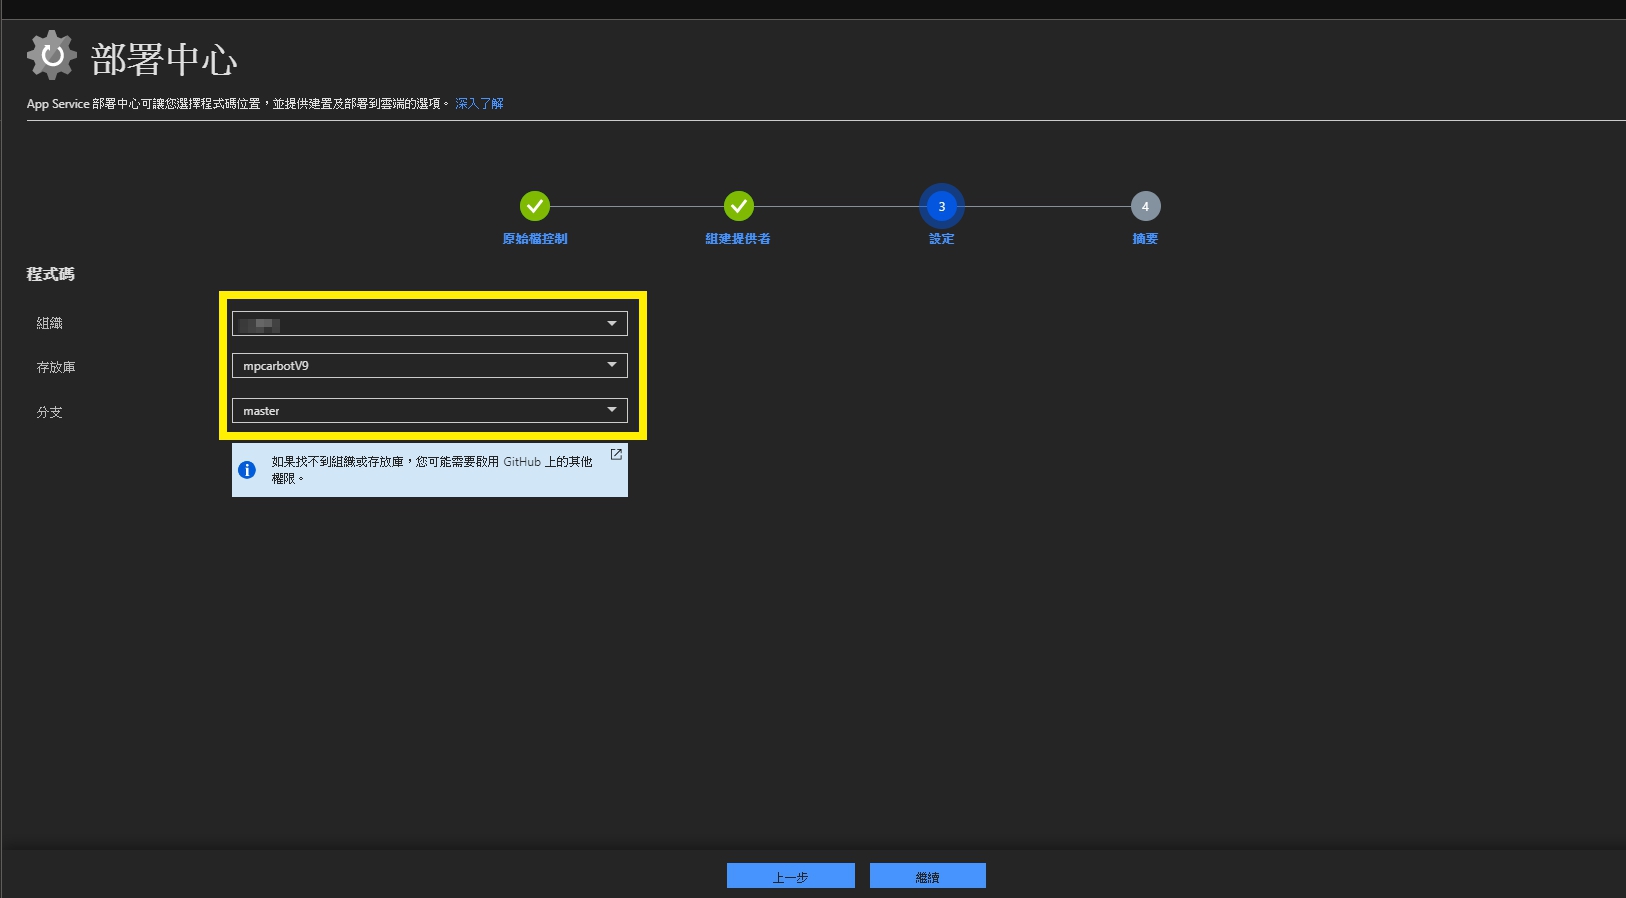 部署中心
App Service 部署中心可讓您選擇程式碼位置，並提供建置及部署到雲端的選項。 深入了解
3
4
原始檔控制
組建提供者
設定
摘要
程式碼
組織
存放庫
mpcarbotV9
分支
master
如果找不到組織或存放庫，您可能需要啟用 GitHub 上的其他
權限。
上一步
繼續